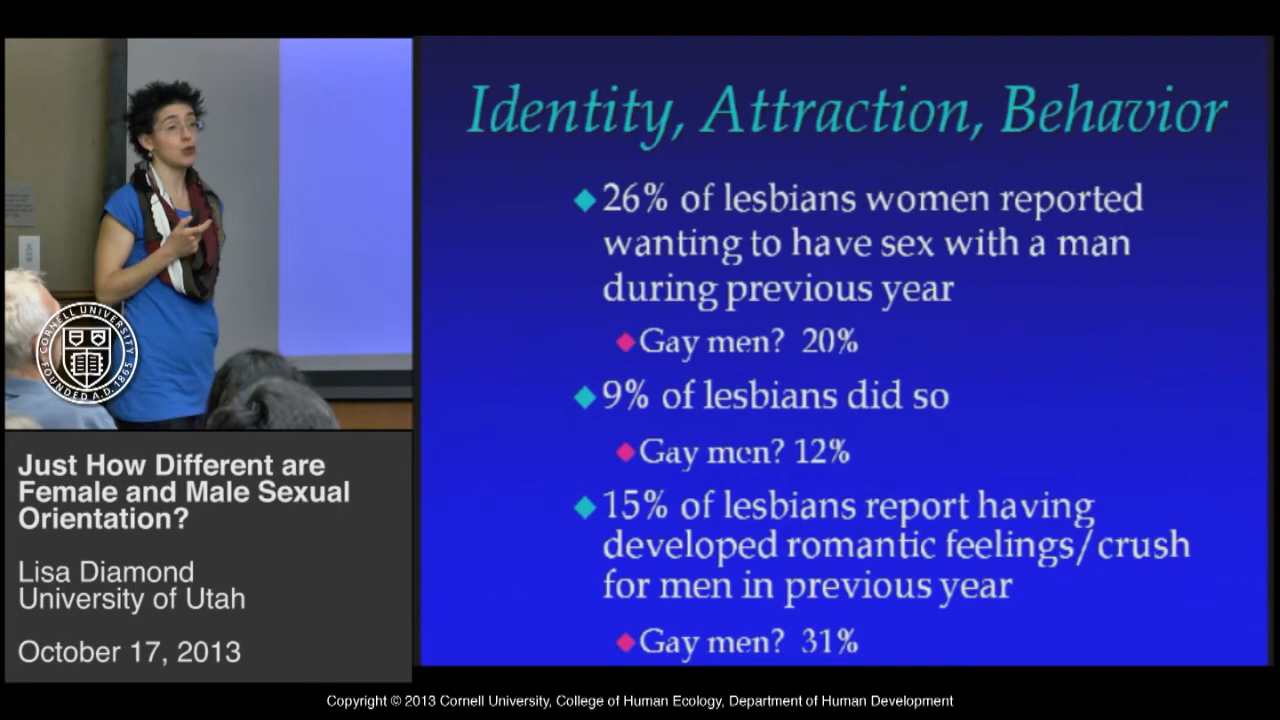 Identity, Attraction, Behavior
26% of lesbians women reported
wanting to have sex with a man
during previous year
Gay men? 20%
9% of lesbians did so
Gay men? 12%
15% of lesbians report having
developed romantic feelings/crush
for men in previous year
Gay men? 31%
CORNELL UNIVERSITY
FOUNDED A.D. 1865
Just How Different are
Female and Male Sexual
Orientation?
Lisa Diamond
University of Utah
October 17, 2013
Copyright © 2013 Cornell University, College of Human Ecology, Department of Human Development